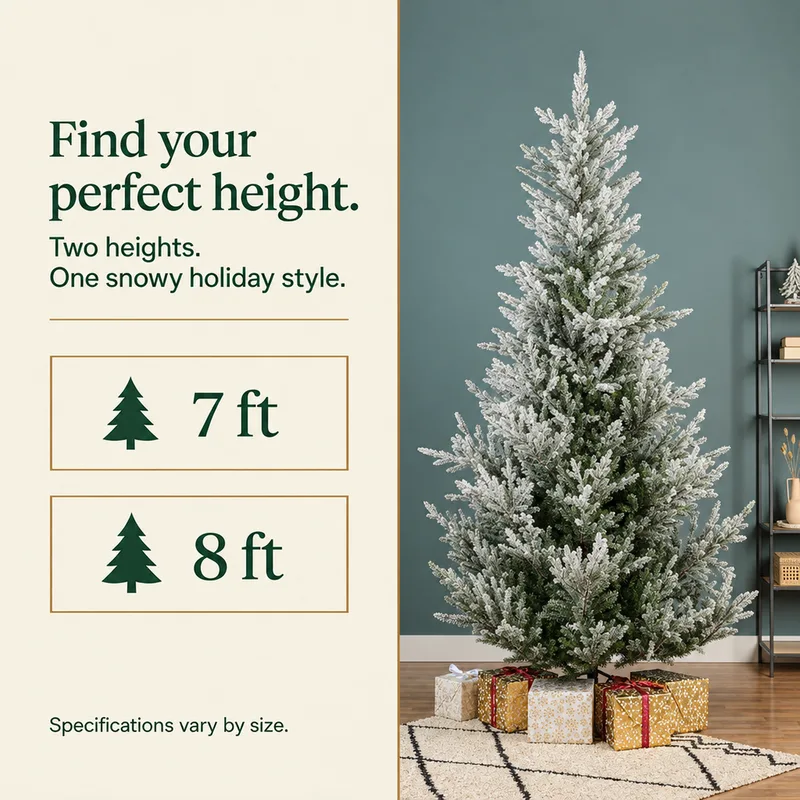 Find your
perfect height.
Two heights.
One snowy holiday style.
7 ft
8 ft
Specifications vary by size.